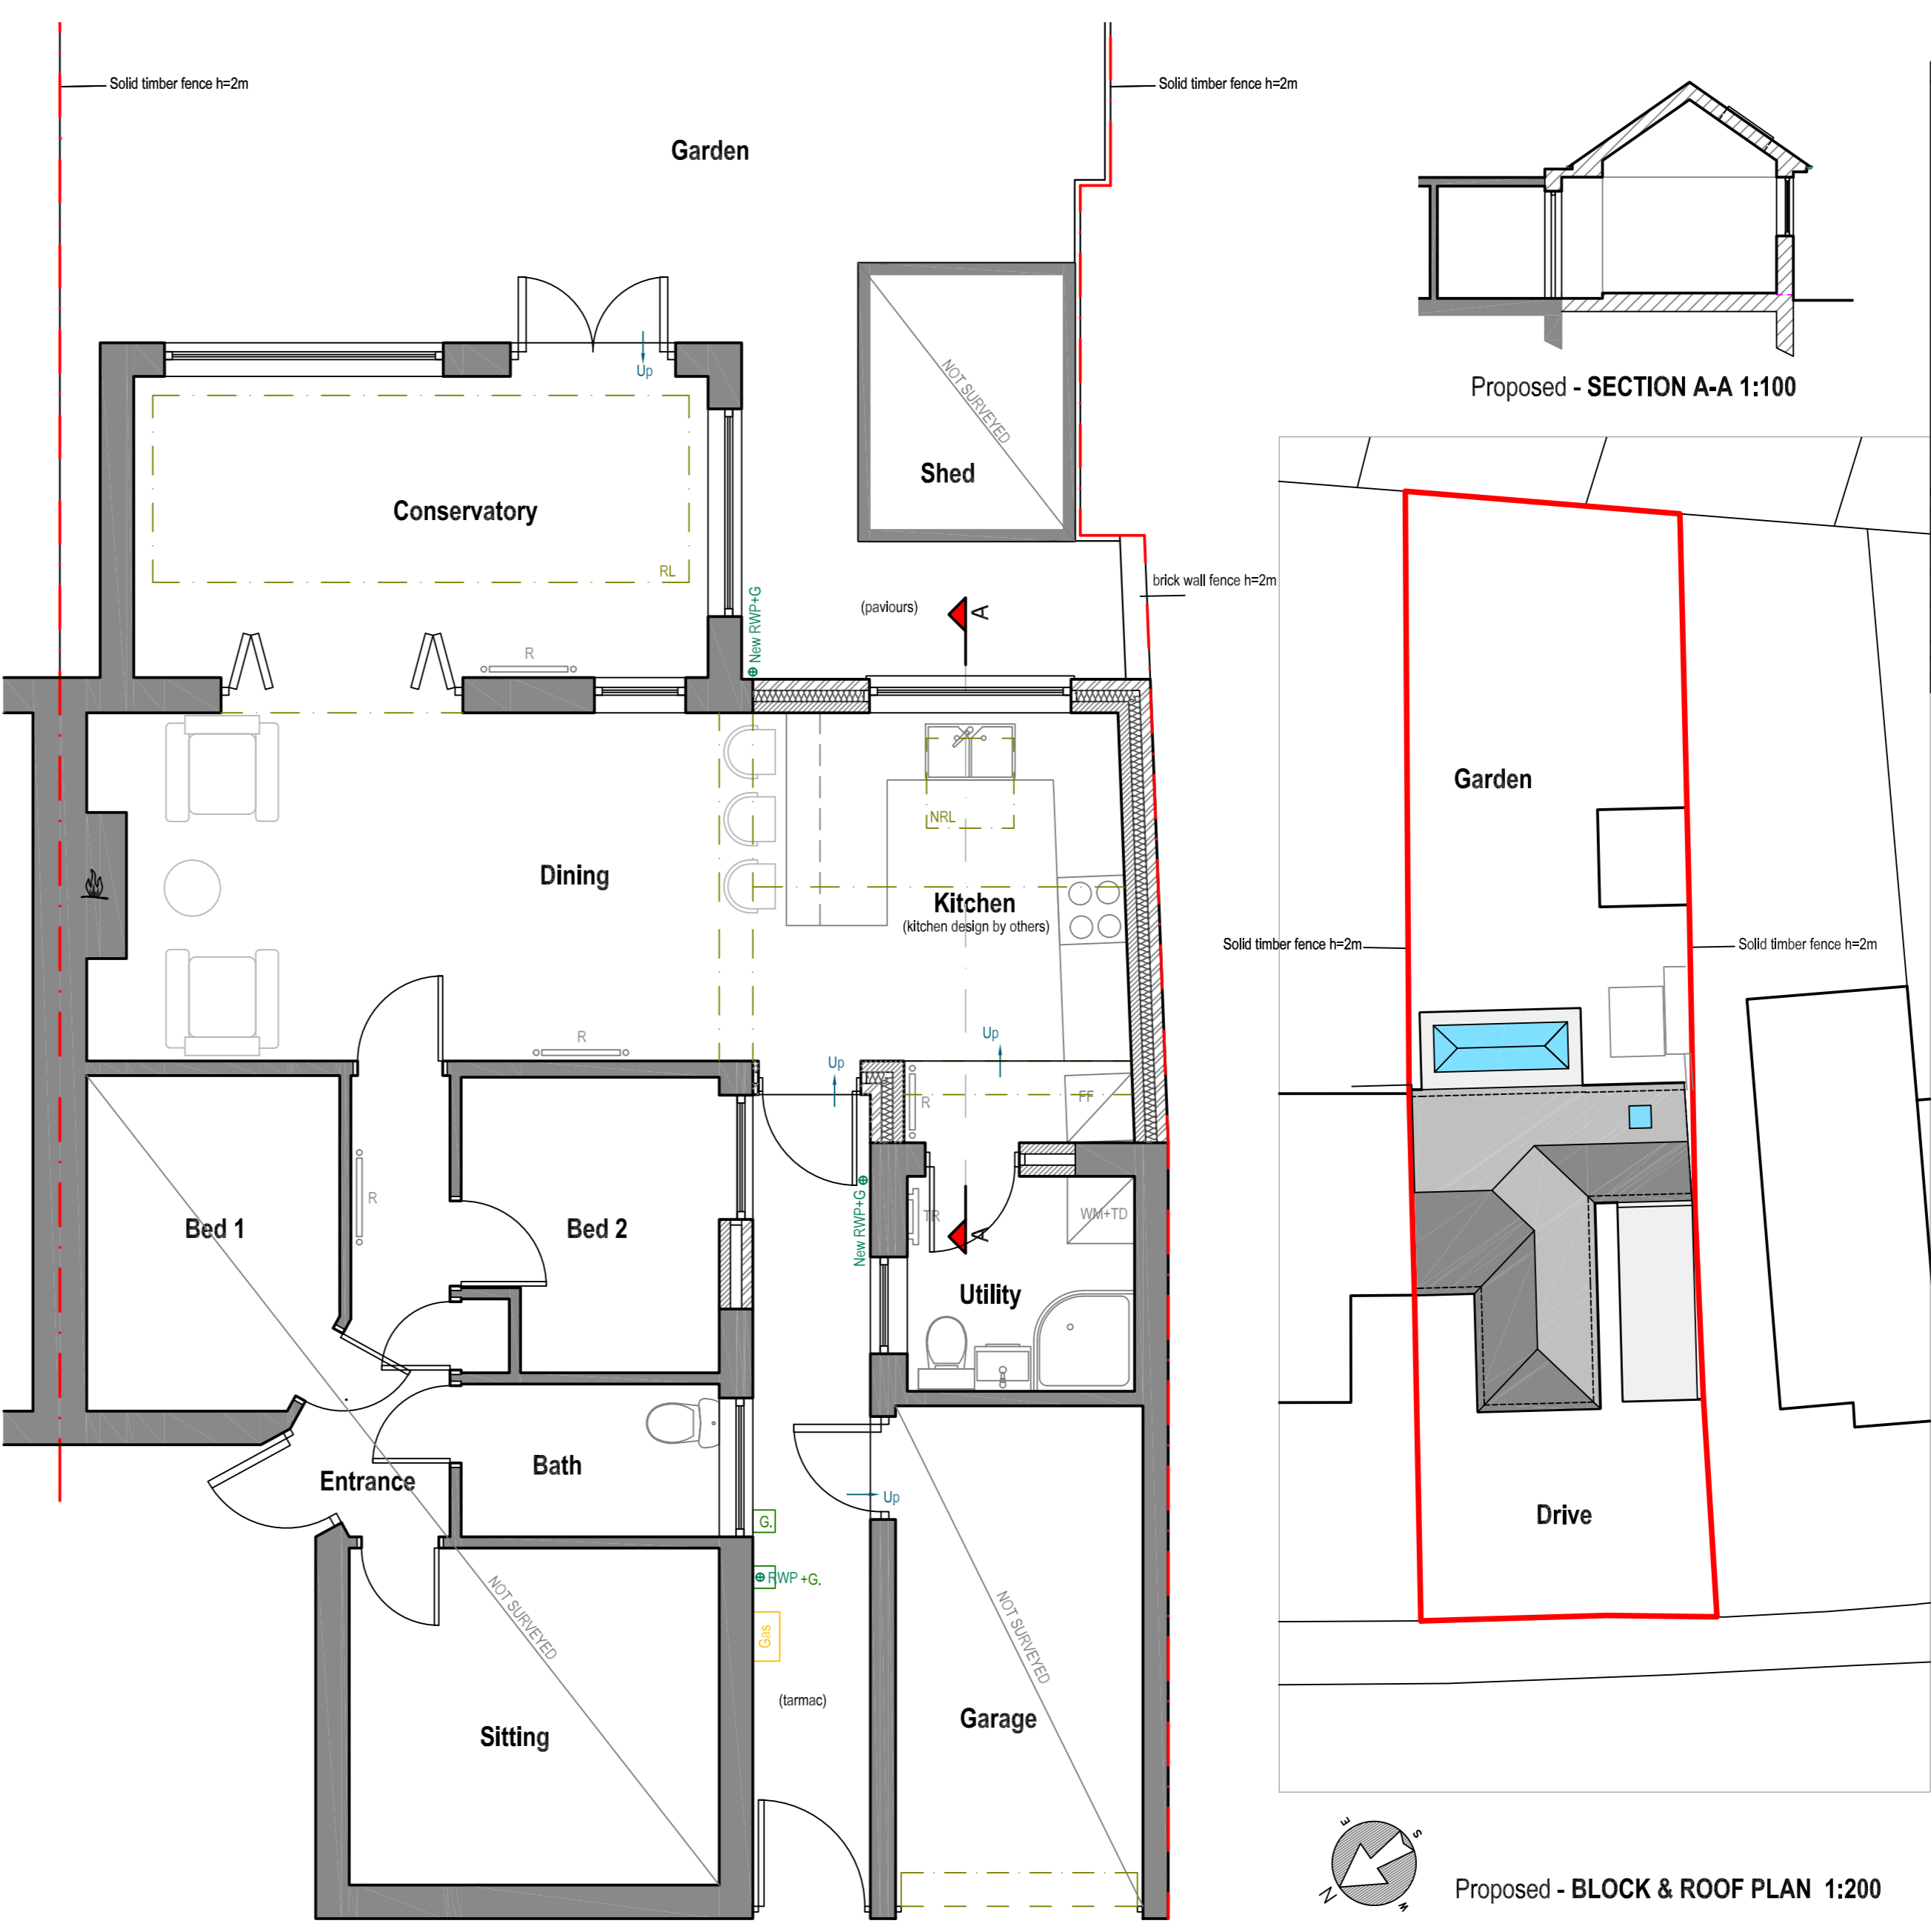 Solid timber fence h=2m
Solid timber fence h=2m
Garden
Up
NOT SURVEYED
Shed
Conservatory
RL
New RWP+G
(paviours)
A
brick wall fence h=2m
R
NRL
Dining
Kitchen
(kitchen design by others)
R
Up
Up
R
FF
Bed 1
R
Bed 2
New RWP+G
TR
A
WM+TD
Utility
Entrance
Bath
Up
G.
RWP +G.
Gas
NOT SURVEYED
NOT SURVEYED
(tarmac)
Sitting
Garage
Proposed - SECTION A-A 1:100
Garden
Solid timber fence h=2m
Solid timber fence h=2m
Drive
E
S
N
W
Proposed - BLOCK & ROOF PLAN 1:200